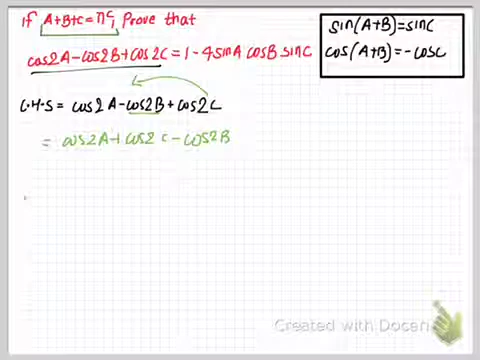 If A+B+C=π^c, Prove that
cos2A-cos2B+cos2C=1-4sinA cosB sinC
L.H.S = cos2A-cos2B+cos2C
= cos2A+cos2C-cos2B
sin(A+B)=sinC
cos(A+B)=-cosC
Created with Docen